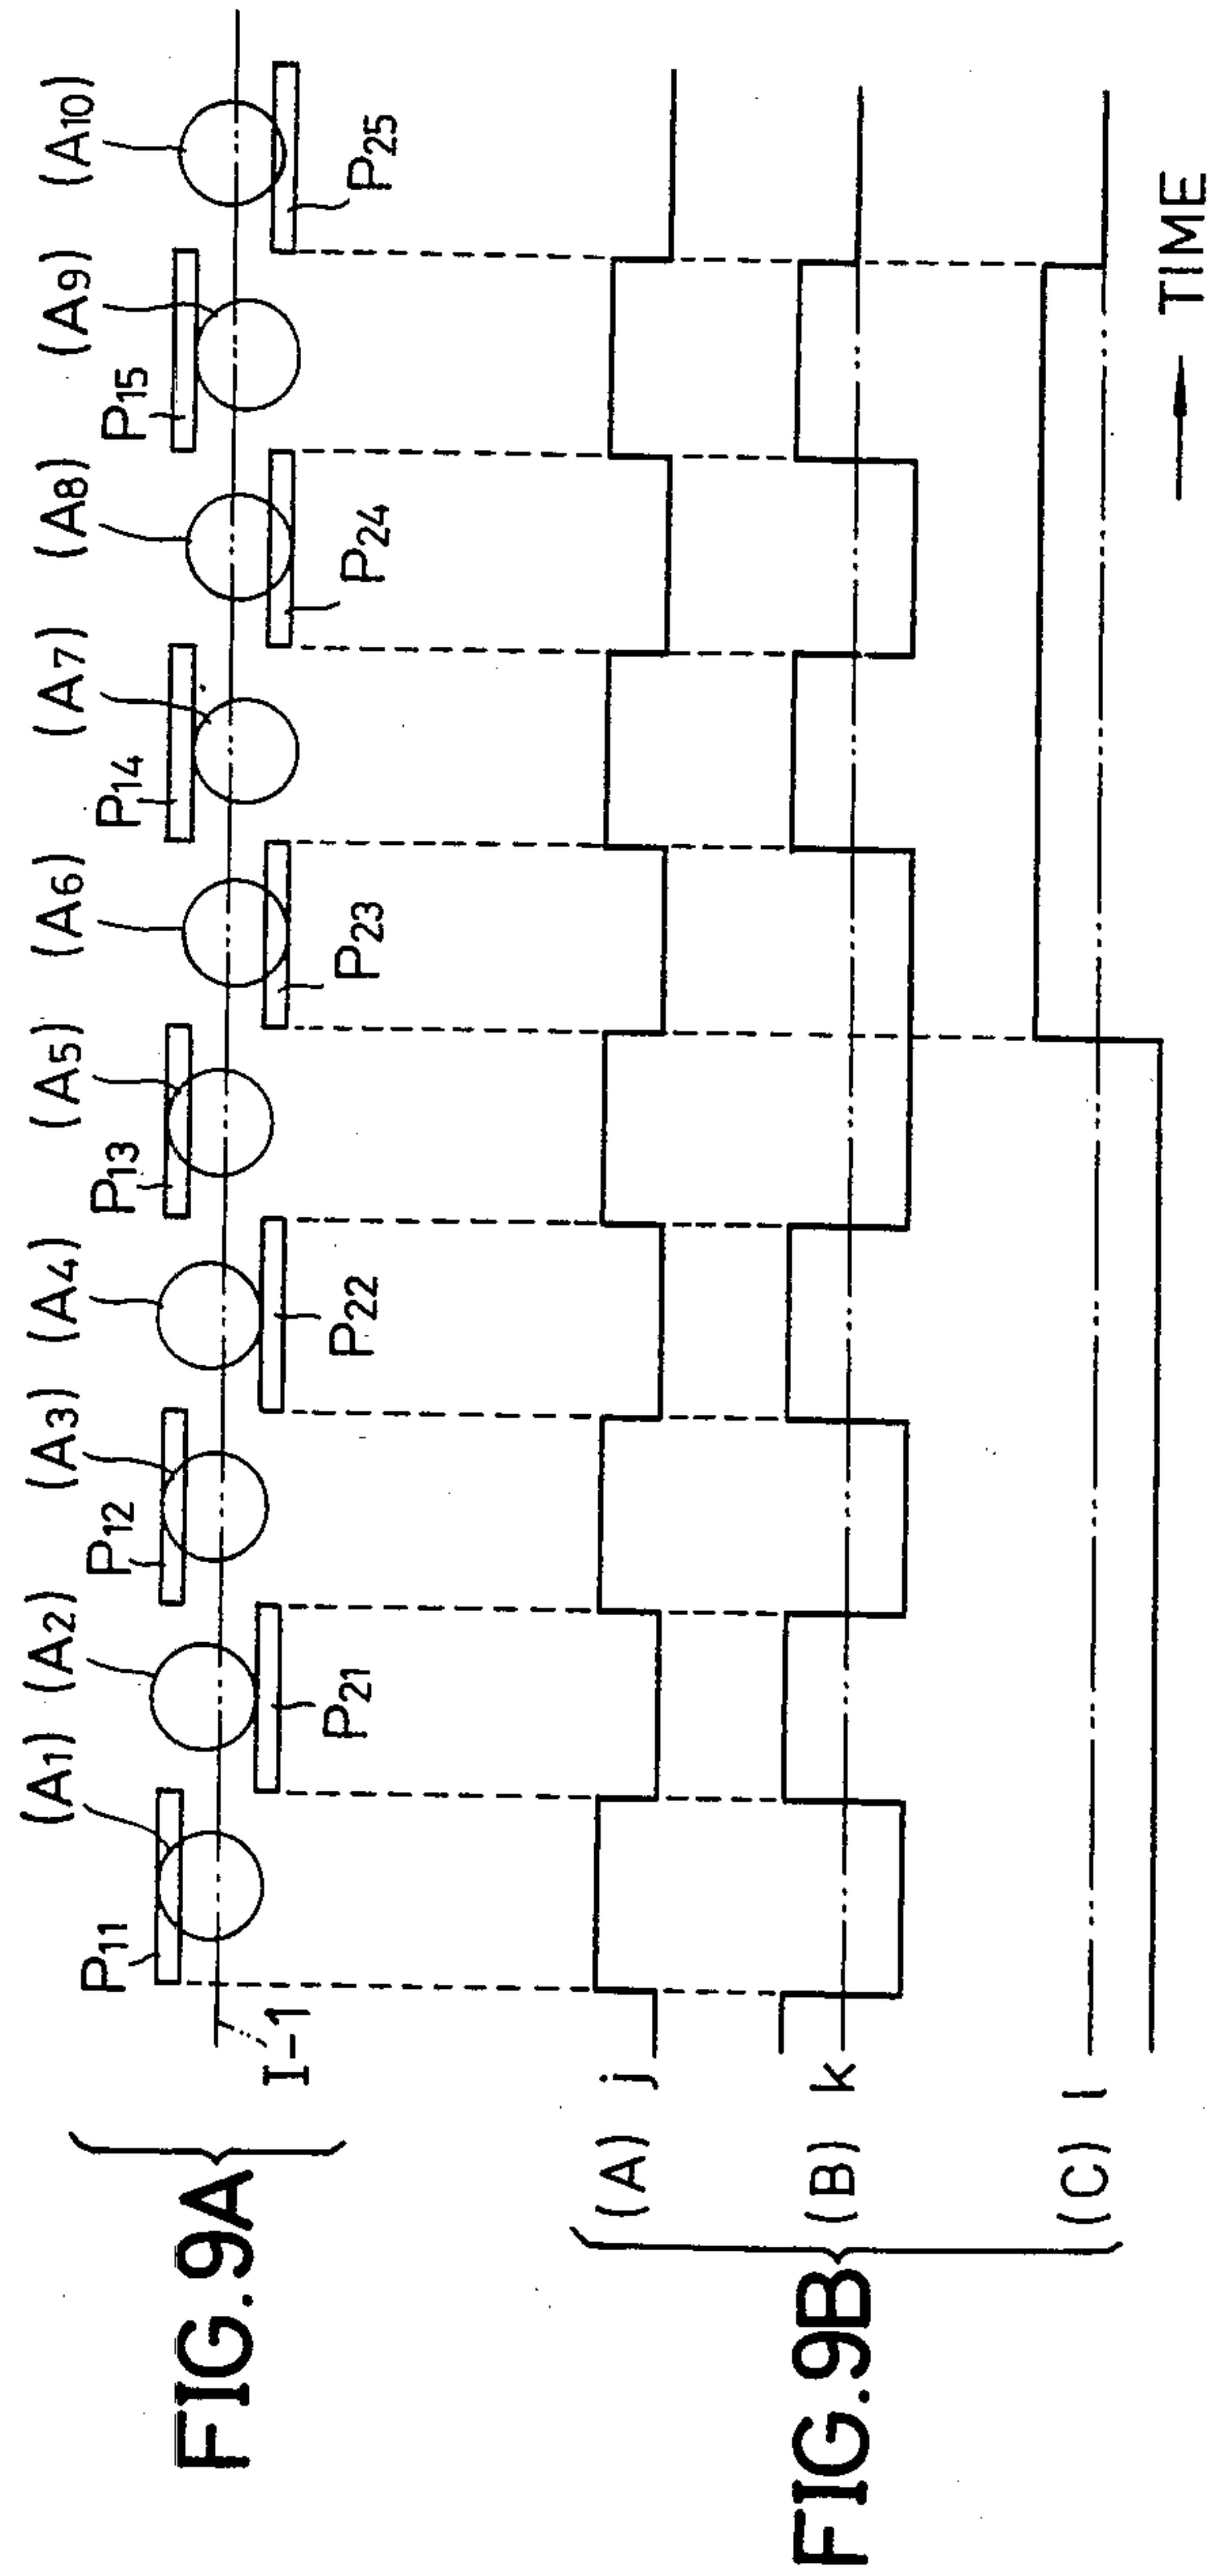 FIG. 9A
(A1) (A2) (A3) (A4) (A5) (A6) (A7) (A8) (A9) (A10)
P11 P12 P13 P14 P15
I-1
P21 P22 P23 P24 P25
FIG. 9B
(A) j
(B) k
(C) l
TIME